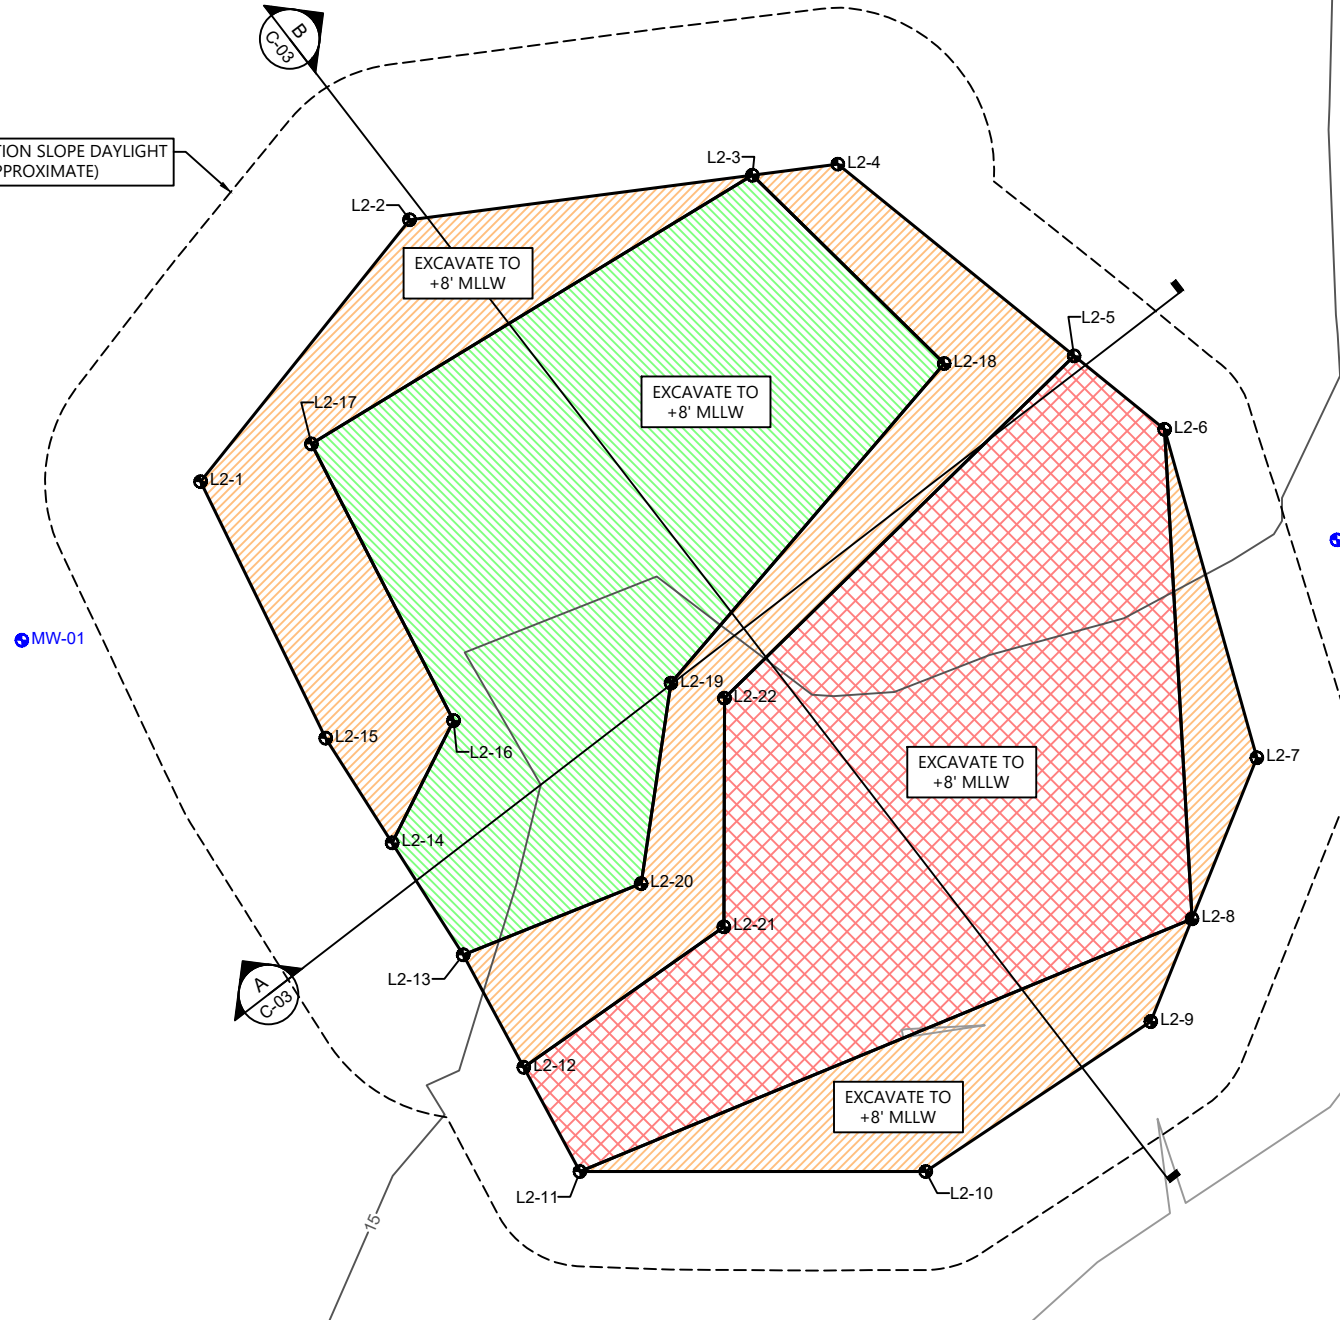 B
C-03
TION SLOPE DAYLIGHT
PPROXIMATE)
L2-3
L2-4
L2-2
EXCAVATE TO
+8' MLLW
L2-5
L2-18
EXCAVATE TO
+8' MLLW
L2-17
L2-6
L2-1
MW-01
L2-19
L2-22
L2-15
L2-16
EXCAVATE TO
+8' MLLW
L2-7
L2-14
L2-20
L2-8
L2-21
L2-13
A
C-03
L2-9
L2-12
EXCAVATE TO
+8' MLLW
L2-11
L2-10
15